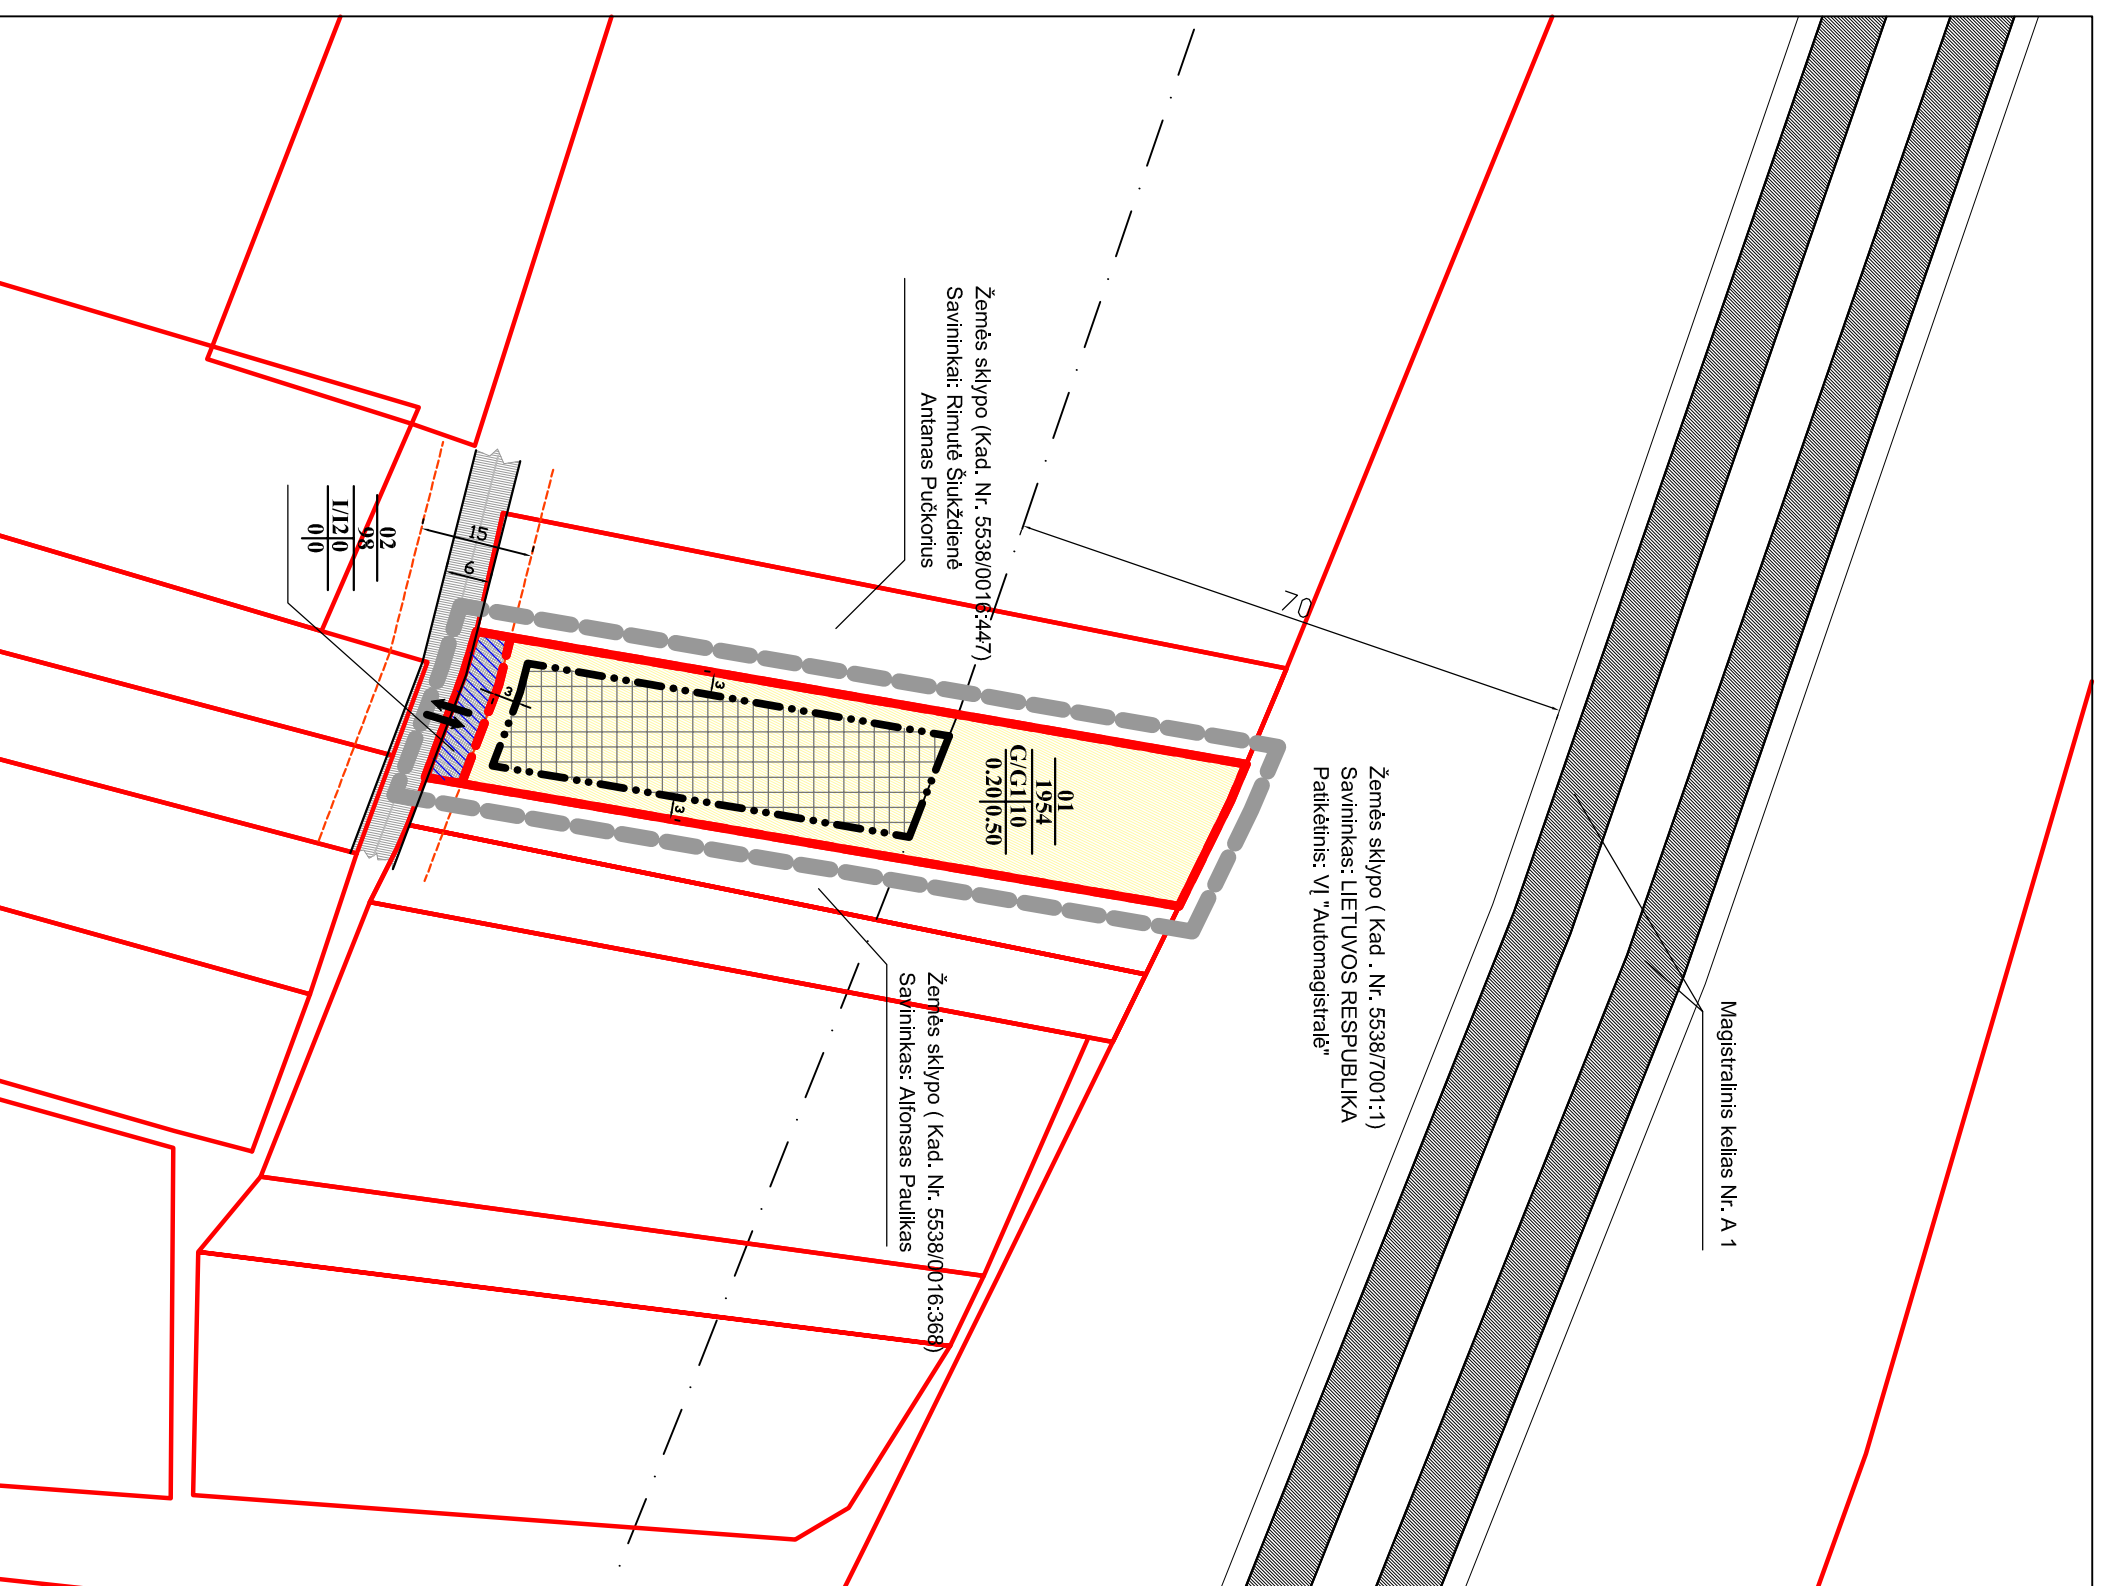 Žemės sklypo (Kad. Nr. 5538/0016:447)
Savininkai: Rimutė Šiukždienė
Antanas Pučkorius
Žemės sklypo ( Kad . Nr. 5538/7001:1)
Savininkas: LIETUVOS RESPUBLIKA
Patikėtinis: VĮ "Automagistralė"
Magistralinis kelias Nr. A 1
Žemės sklypo ( Kad. Nr. 5538/0016:368)
Savininkas: Alfonsas Paulikas
01
1954
G/G1 10
0.20 0.50
02
98
I/I2 0
0 0
70
15
6
3
3
3